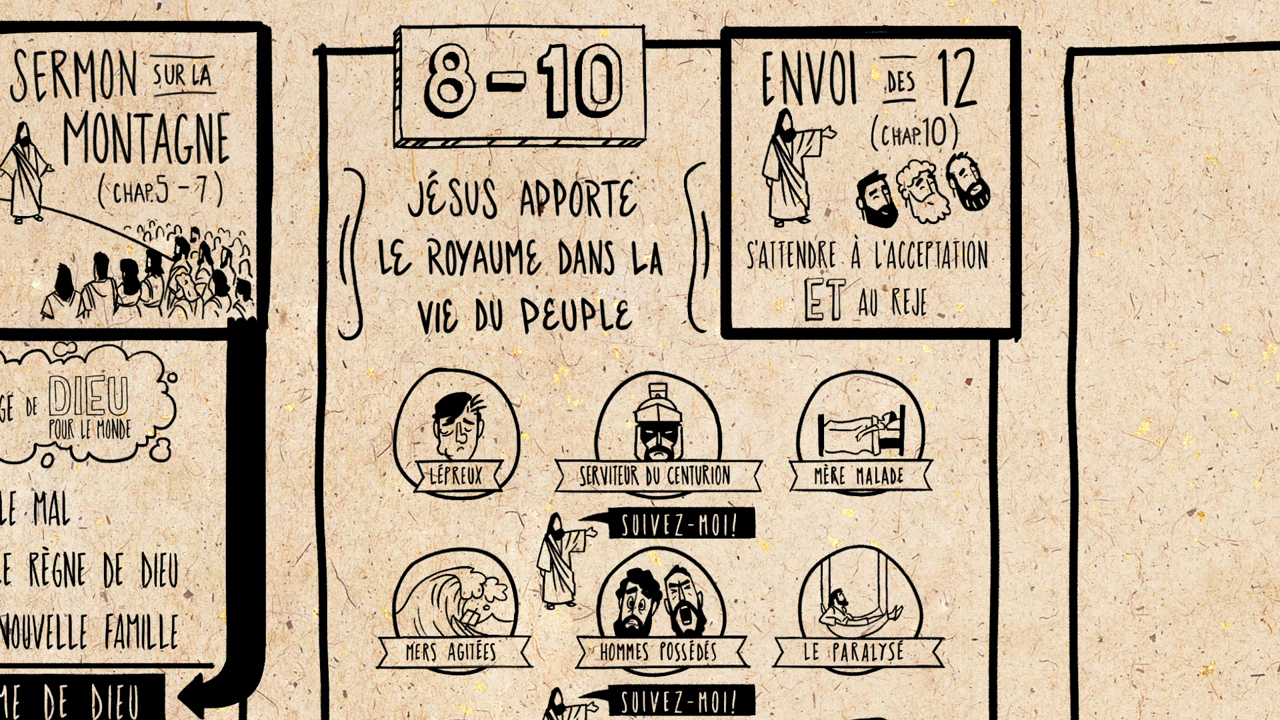 SERMON SUR LA
MONTAGNE
(CHAP. 5 - 7)
DE DIEU
POUR LE MONDE
LE MAL
RÈGNE DE DIEU
NOUVELLE FAMILLE
DE DIEU
8-10
JÉSUS APPORTE
LE ROYAUME DANS LA
VIE DU PEUPLE
ENVOI DES 12
(CHAP. 10)
S'ATTENDRE À L'ACCEPTATION
ET AU REJE
LÉPREUX
SERVITEUR DU CENTURION
MÈRE MALADE
SUIVEZ-MOI!
MERS AGITÉES
HOMMES POSSÉDÉS
LE PARALYSÉ
SUIVEZ-MOI!